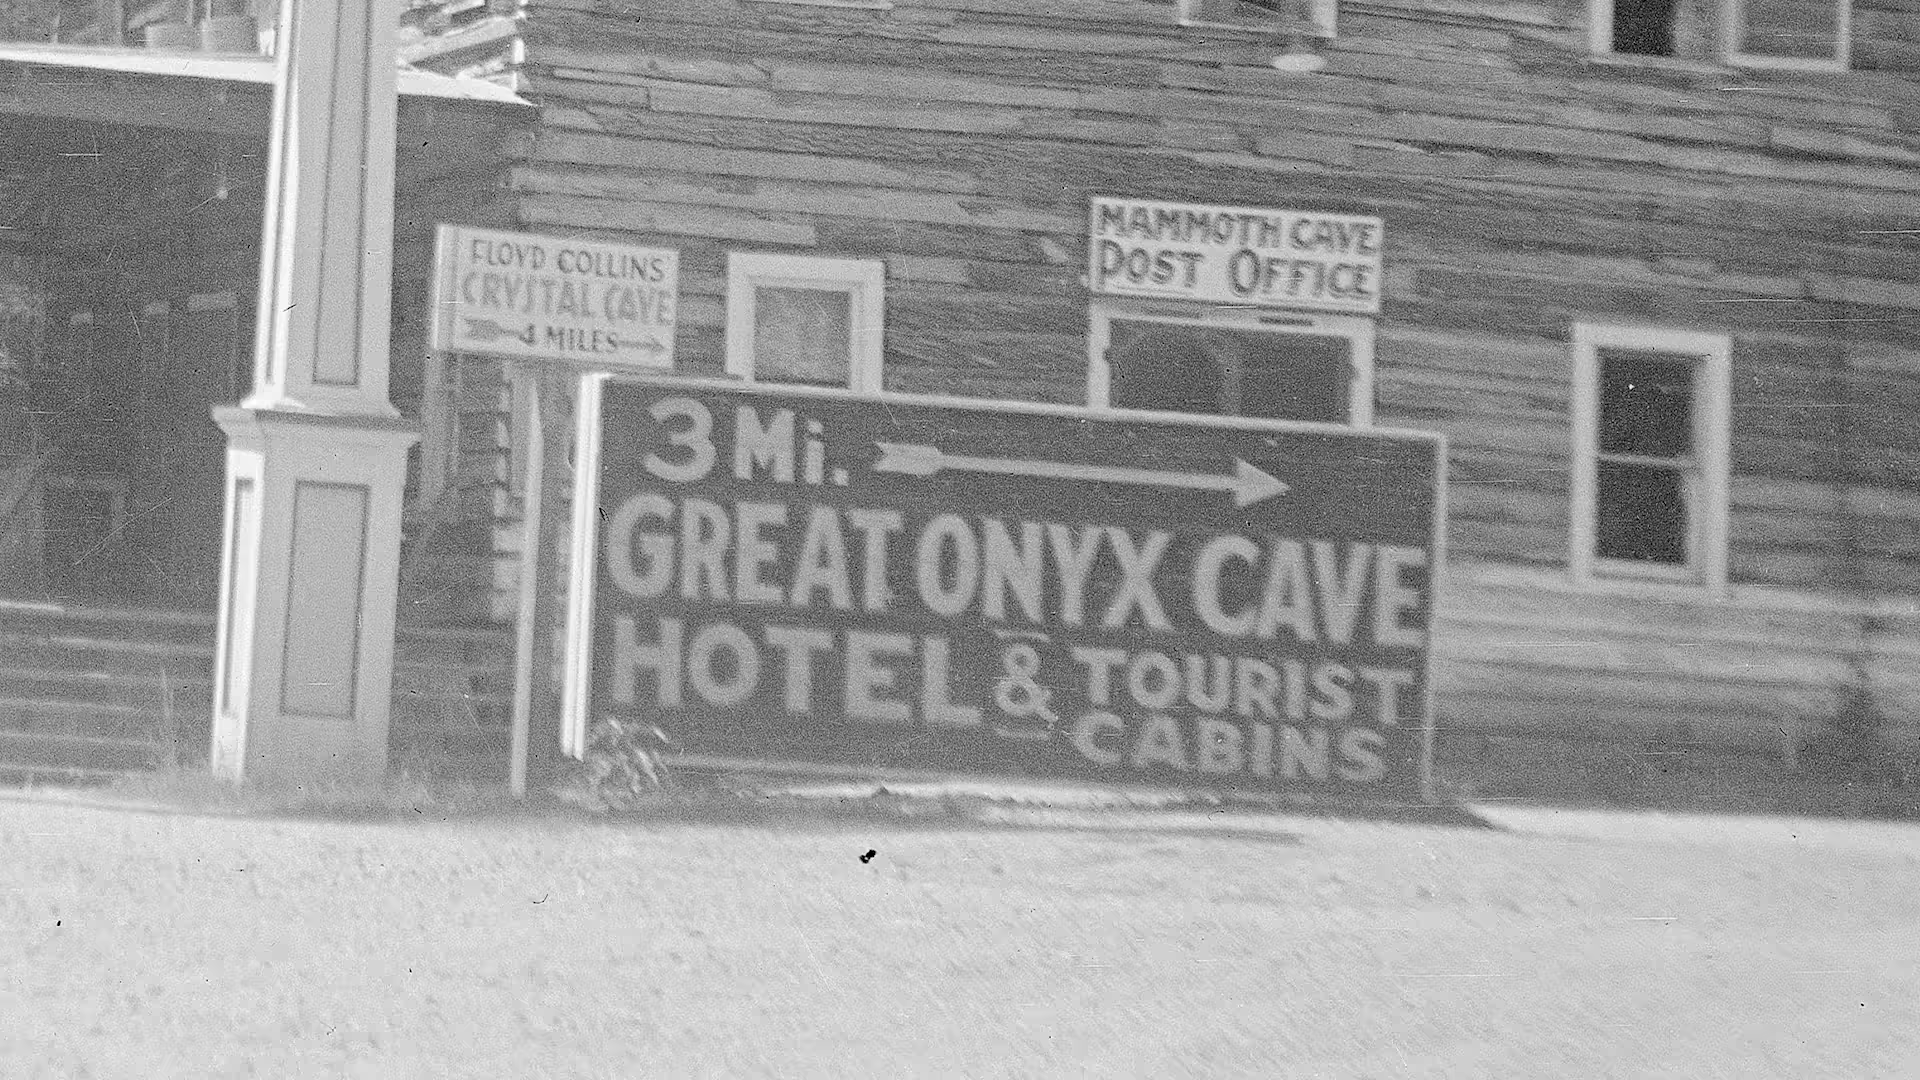 FLOYD COLLINS
CRYSTAL CAVE
4 MILES
MAMMOTH CAVE
POST OFFICE
3 Mi.
GREAT ONYX CAVE
HOTEL & TOURIST
CABINS